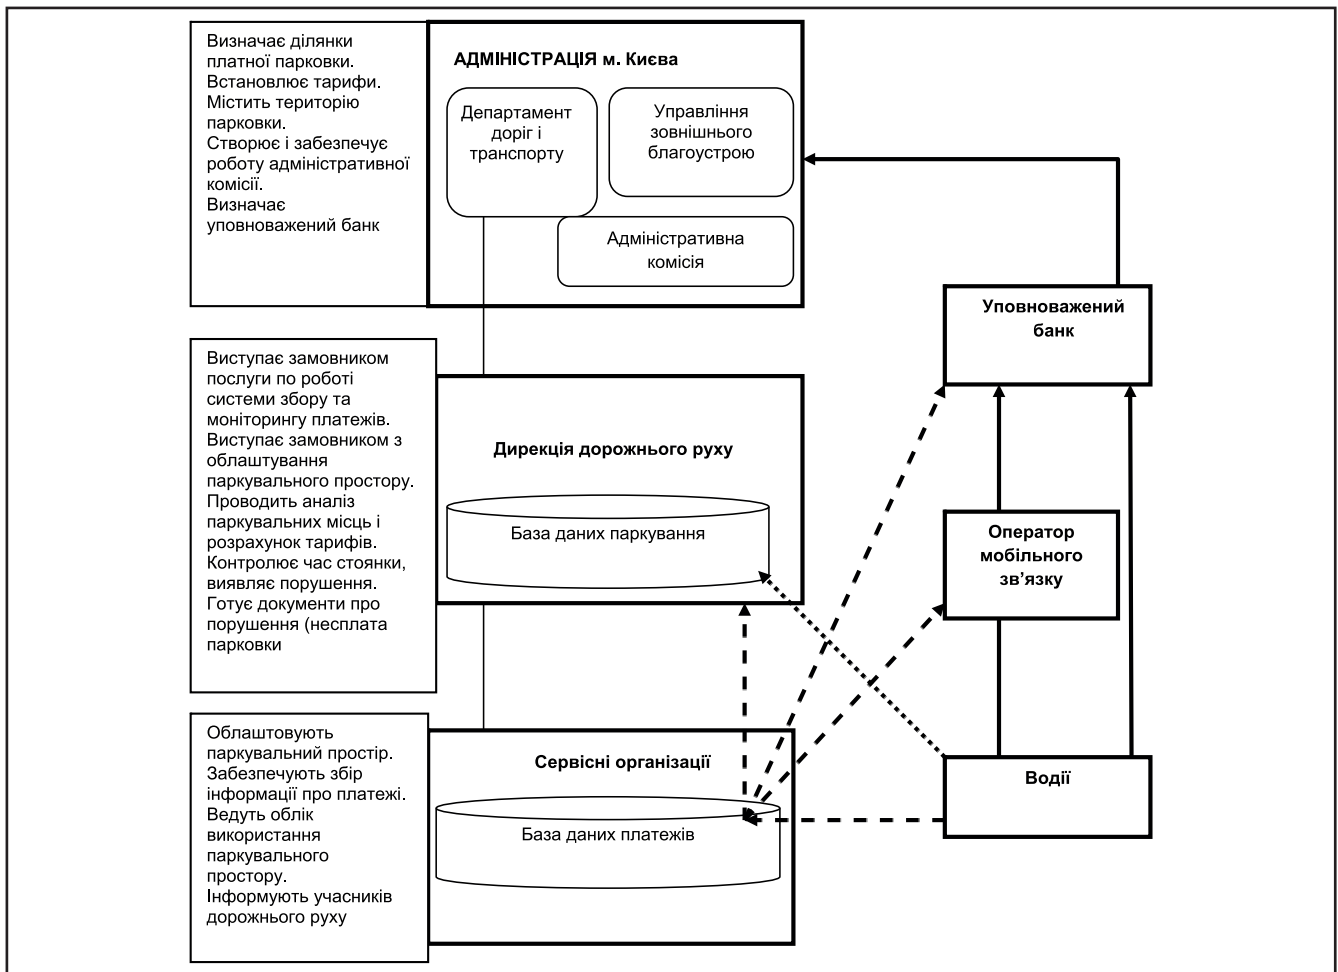 Визначає ділянки
платної парковки.
Встановлює тарифи.
Містить територію
парковки.
Створює і забезпечує
роботу адміністративної
комісії.
Визначає
уповноважений банк
АДМІНІСТРАЦІЯ м. Києва
Департамент
доріг і
транспорту
Управління
зовнішнього
благоустрою
Адміністративна
комісія
Уповноважений
банк
Виступає замовником
послуги по роботі
системи збору та
моніторингу платежів.
Виступає замовником з
облаштування
паркувального простору.
Проводить аналіз
паркувальних місць і
розрахунок тарифів.
Контролює час стоянки,
виявляє порушення.
Готує документи про
порушення (несплата
парковки
Дирекція дорожнього руху
База даних паркування
Оператор
мобільного
зв’язку
Облаштовують
паркувальний простір.
Забезпечують збір
інформації про платежі.
Ведуть облік
використання
паркувального
простору.
Інформують учасників
дорожнього руху
Сервісні організації
База даних платежів
Водії